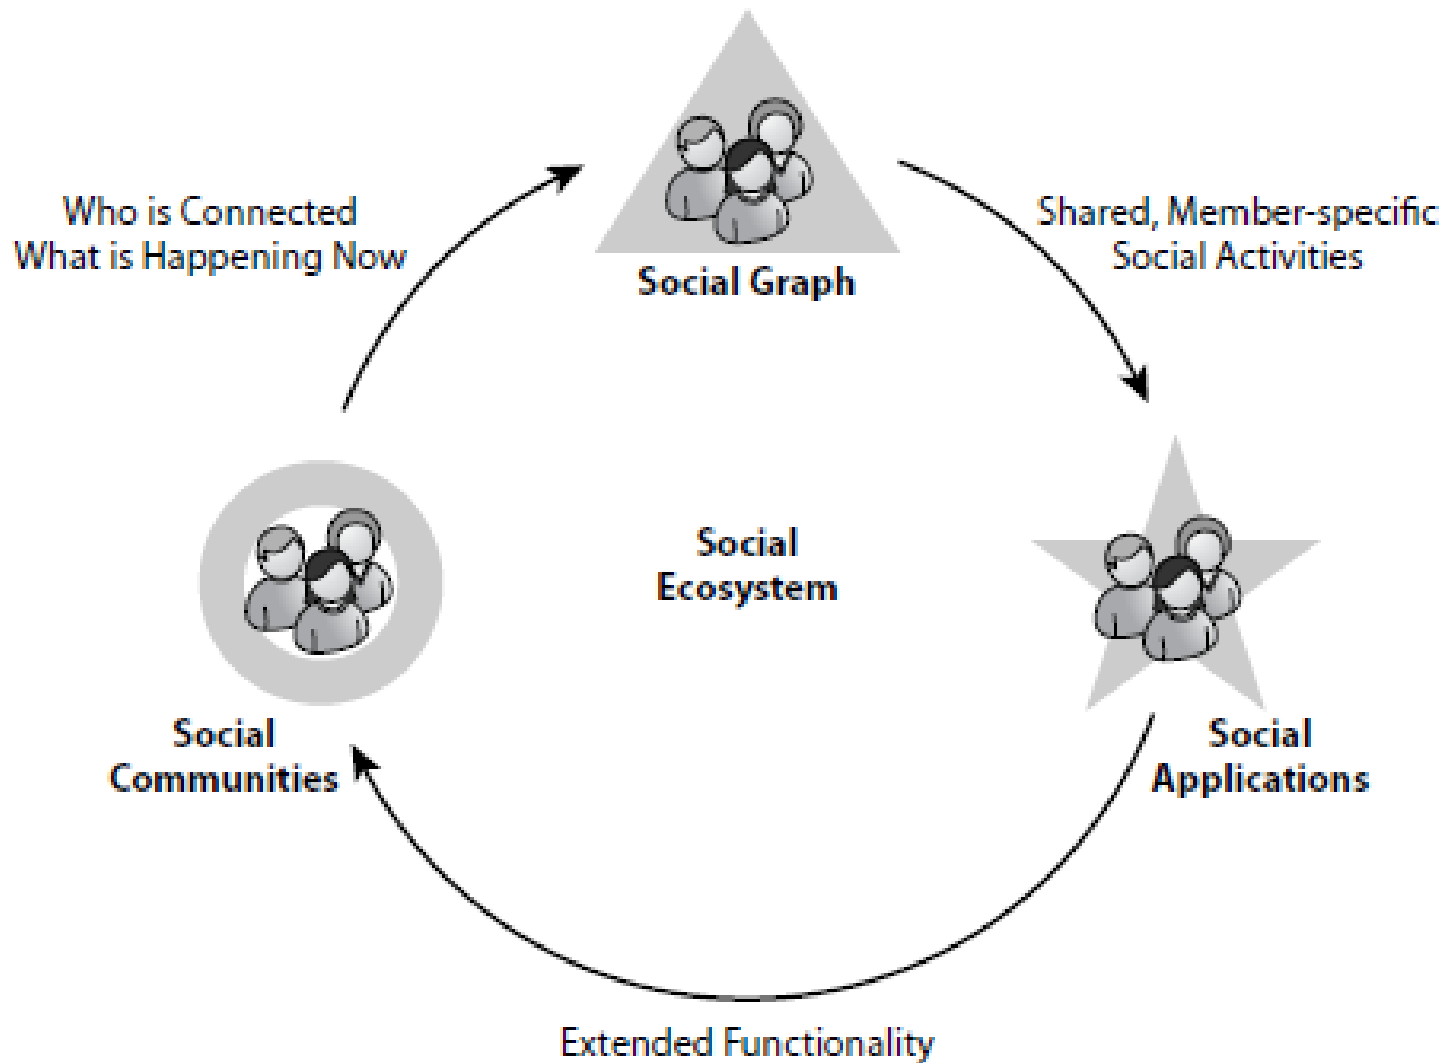 Who is Connected
What is Happening Now
Social Graph
Shared, Member-specific
Social Activities
Social
Ecosystem
Social
Communities
Social
Applications
Extended Functionality